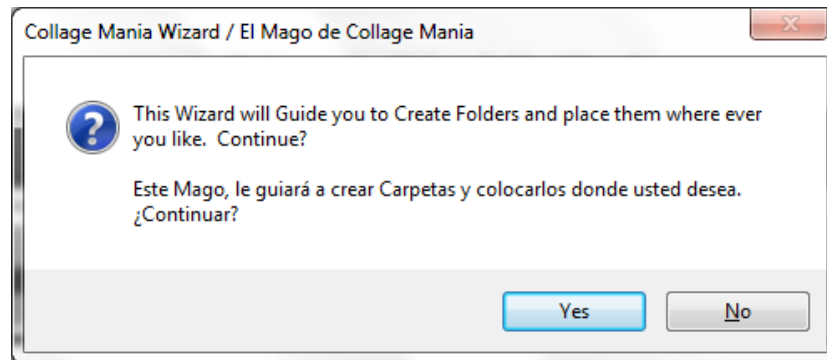 Collage Mania Wizard / El Mago de Collage Mania
This Wizard will Guide you to Create Folders and place them where ever
you like.  Continue?
Este Mago, le guiará a crear Carpetas y colocarlos donde usted desea.
¿Continuar?
Yes
No